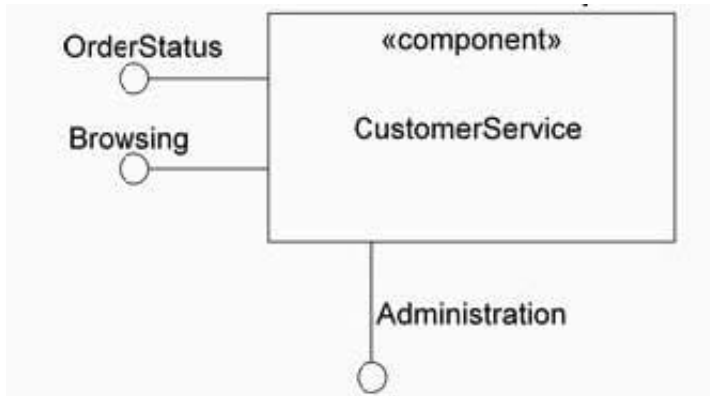 OrderStatus
«component»
Browsing
CustomerService
Administration